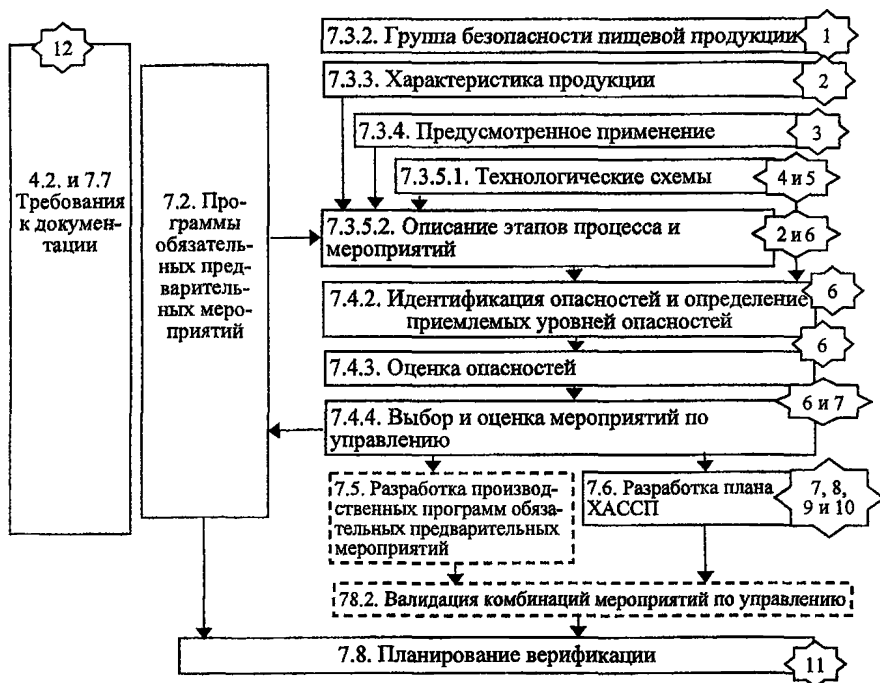 12
4.2. и 7.7
Требования
к докумен-
тации
7.2. Про-
граммы
обязатель-
ных пред-
варитель-
ных меро-
приятий
7.3.2. Группа безопасности пищевой продукции
1
7.3.3. Характеристика продукции
2
7.3.4. Предусмотренное применение
3
7.3.5.1. Технологические схемы
4 и 5
7.3.5.2. Описание этапов процесса и
мероприятий
2 и 6
7.4.2. Идентификация опасностей и определение
приемлемых уровней опасностей
6
7.4.3. Оценка опасностей
6
7.4.4. Выбор и оценка мероприятий по
управлению
6 и 7
7.5. Разработка производ-
ственных программ обяза-
тельных предварительных
мероприятий
7.6. Разработка плана
ХАССП
7, 8,
9 и 10
78.2. Валидация комбинаций мероприятий по управлению
7.8. Планирование верификации
11